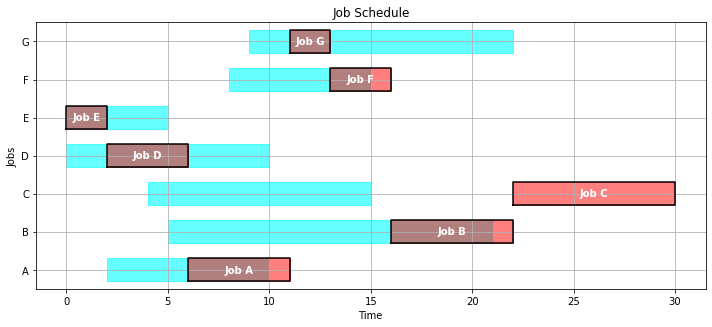 Job Schedule
G
Job G
F
Job F
E
Job E
D
Job D
C
Job C
B
Job B
A
Job A
Jobs
0
5
10
15
20
25
30
Time